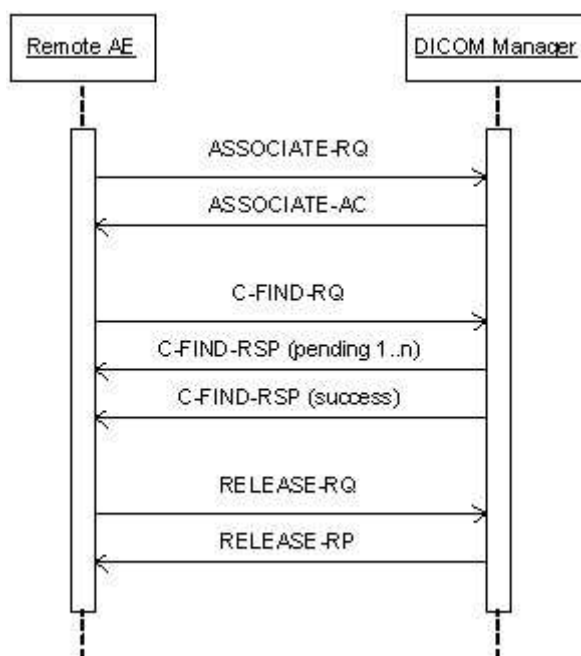 Remote AE
DICOM Manager
ASSOCIATE-RQ
ASSOCIATE-AC
C-FIND-RQ
C-FIND-RSP (pending 1..n)
C-FIND-RSP (success)
RELEASE-RQ
RELEASE-RP